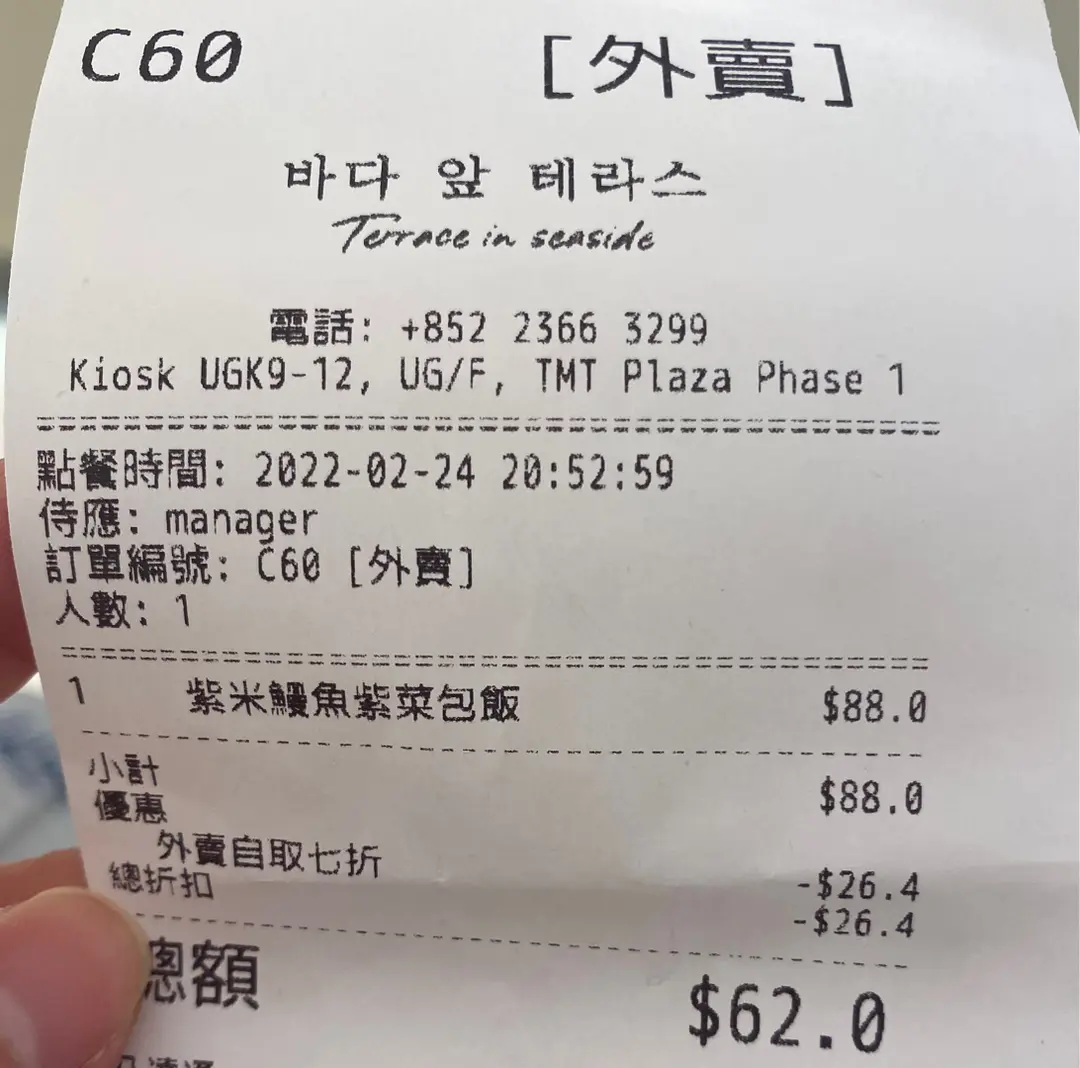 C60 [外賣]
바다 앞 테라스
Terrace in seaside
電話: +852 2366 3299
Kiosk UGK9-12, UG/F, TMT Plaza Phase 1
點餐時間: 2022-02-24 20:52:59
侍應: manager
訂單編號: C60 [外賣]
人數: 1
1 紫米鰻魚紫菜包飯 $88.0
小計 $88.0
優惠
外賣自取七折 -$26.4
總折扣 -$26.4
總額 $62.0